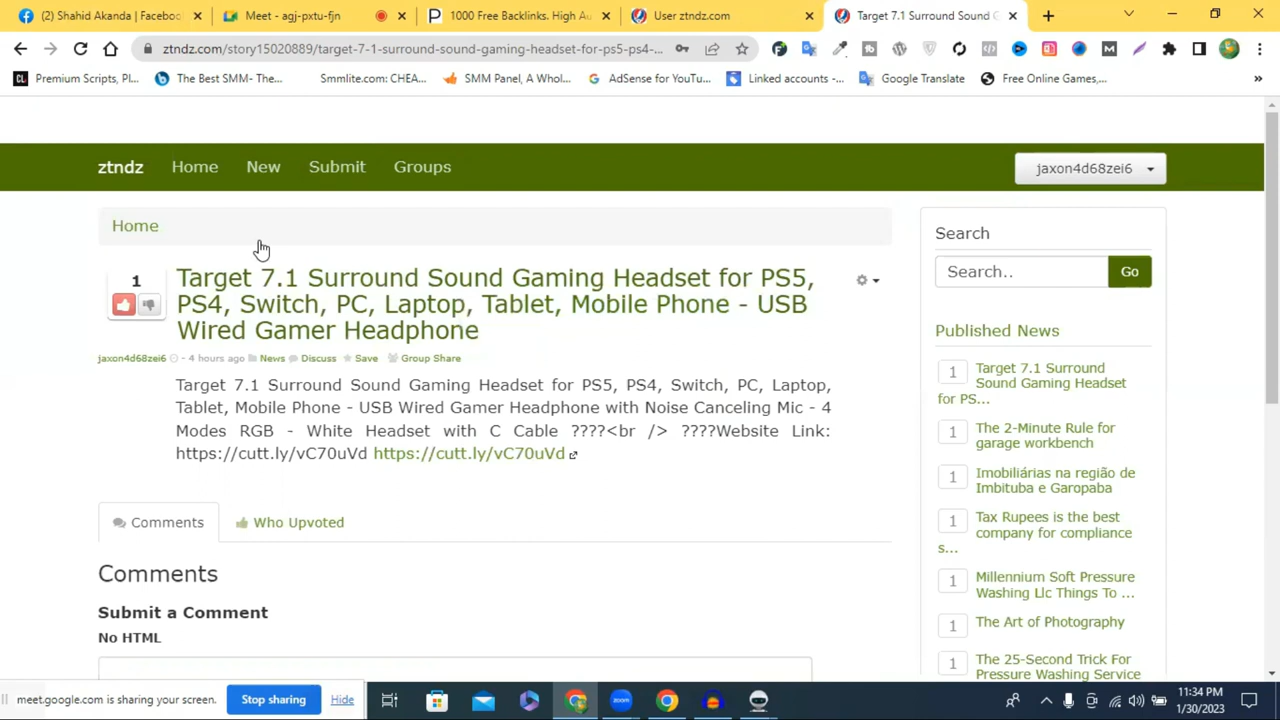 (2) Shahid Akanda | Faceboo
Meet - agj-pxtu-fjn
1000 Free Backlinks. High Au
User ztndz.com
Target 7.1 Surround Sound G
ztndz.com/story15020889/target-7-1-surround-sound-gaming-headset-for-ps5-ps4-...
Premium Scripts, Pl...
The Best SMM- The...
Smmlite.com: CHEA...
SMM Panel, A Whol...
AdSense for YouTu...
Linked accounts -...
Google Translate
Free Online Games,...
ztndz
Home
New
Submit
Groups
jaxon4d68zei6
Home
1
Target 7.1 Surround Sound Gaming Headset for PS5,
PS4, Switch, PC, Laptop, Tablet, Mobile Phone - USB
Wired Gamer Headphone
jaxon4d68zei6 - 4 hours ago News Discuss Save Group Share
Target 7.1 Surround Sound Gaming Headset for PS5, PS4, Switch, PC, Laptop,
Tablet, Mobile Phone - USB Wired Gamer Headphone with Noise Canceling Mic - 4
Modes RGB - White Headset with C Cable ????<br /> ????Website Link:
https://cutt.ly/vC70uVd https://cutt.ly/vC70uVd
Comments
Who Upvoted
Comments
Submit a Comment
No HTML
Search
Search..
Go
Published News
1
Target 7.1 Surround
Sound Gaming Headset
for PS...
1
The 2-Minute Rule for
garage workbench
1
Imobiliárias na região de
Imbituba e Garopaba
1
Tax Rupees is the best
company for compliance
s...
1
Millennium Soft Pressure
Washing Llc Things To ...
1
The Art of Photography
1
The 25-Second Trick For
Pressure Washing Service
meet.google.com is sharing your screen.
Stop sharing
Hide
11:34 PM
1/30/2023